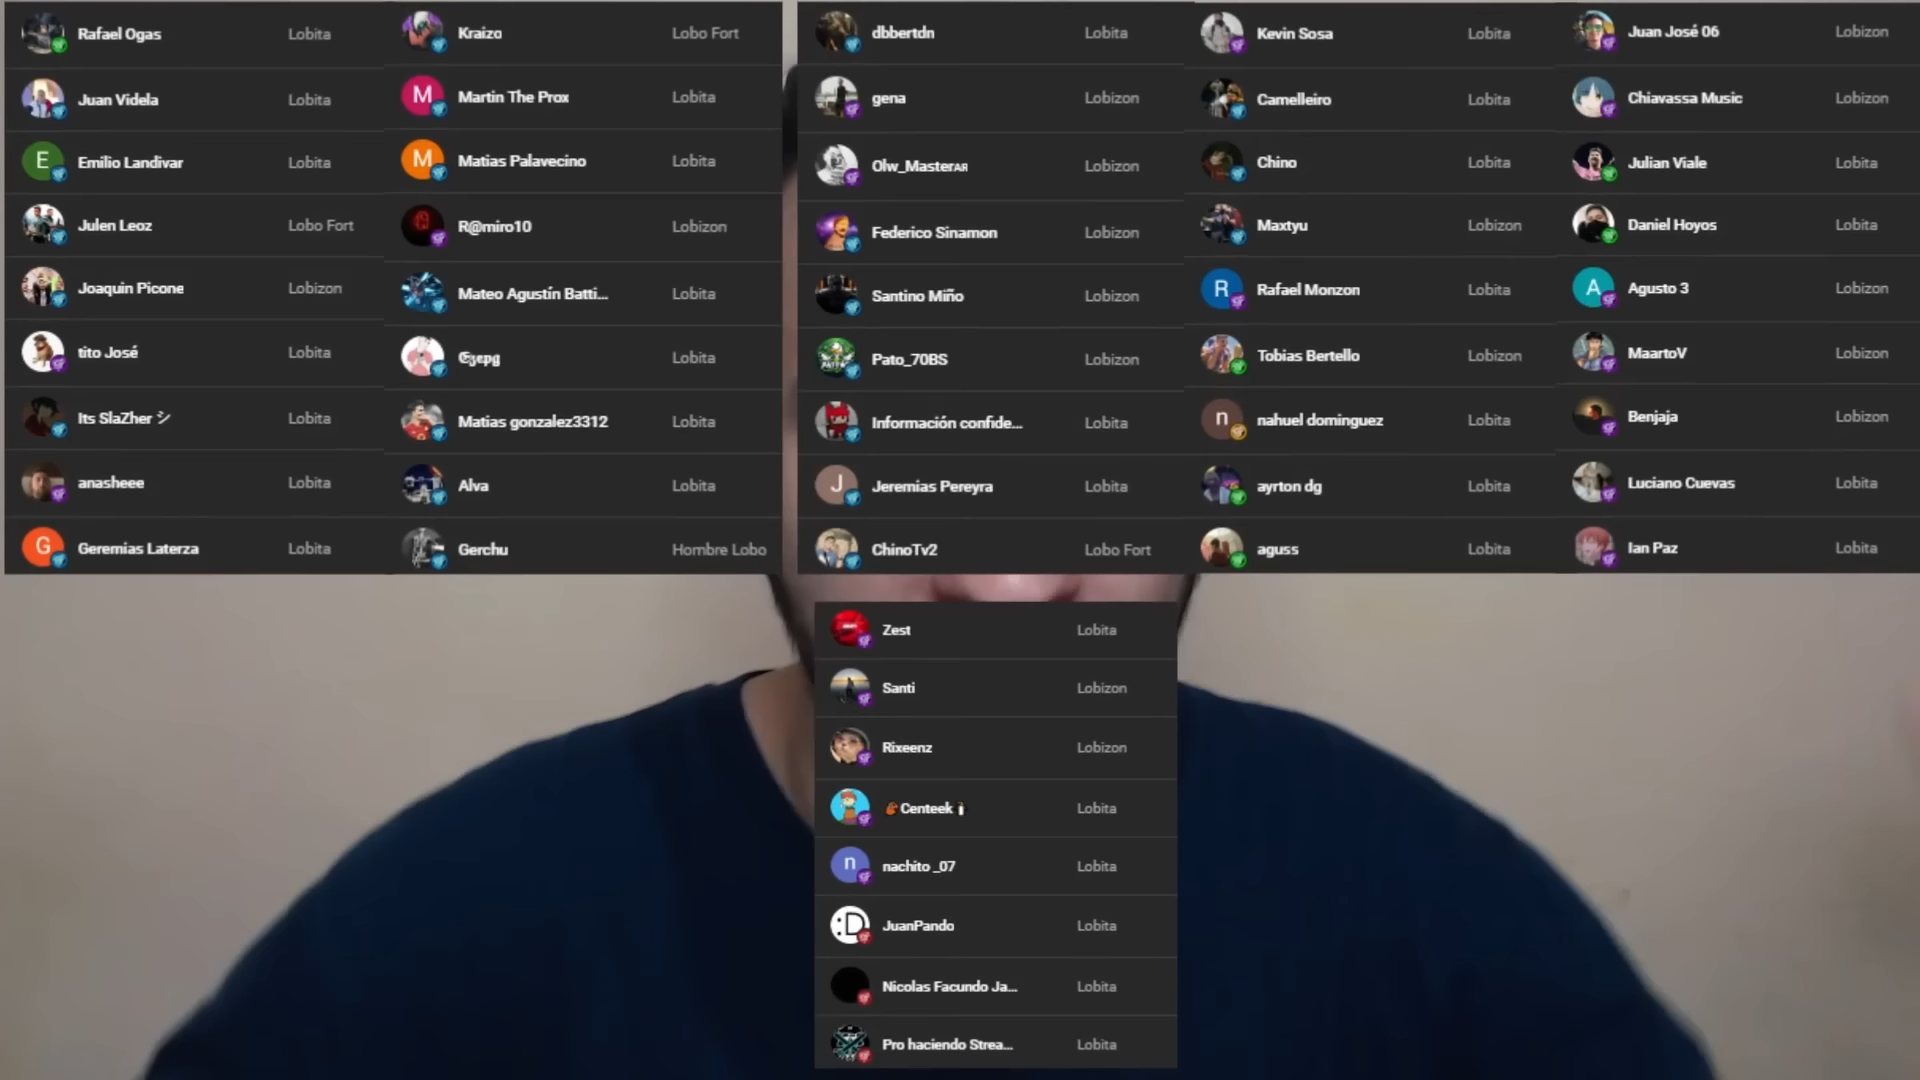 Rafael Ogas Lobita
Juan Videla Lobita
E Emilio Landivar Lobita
Julen Leoz Lobo Fort
Joaquin Picone Lobizon
tito José Lobita
Its SlaZher シ Lobita
anasheee Lobita
G Geremias Laterza Lobita
Kraizo Lobo Fort
M Martin The Prox Lobita
M Matias Palavecino Lobita
R@miro10 Lobizon
Mateo Agustín Batti... Lobita
Lobita
Matias gonzalez3312 Lobita
Alva Lobita
Gerchu Hombre Lobo
dbbertdn Lobita
gena Lobizon
Olw_Masterᴀʀ Lobizon
Federico Sinamon Lobizon
Santino Miño Lobizon
Pato_70BS Lobizon
Información confide... Lobita
J Jeremias Pereyra Lobita
ChinoTv2 Lobo Fort
Kevin Sosa Lobita
Camelleiro Lobita
Chino Lobita
Maxtyu Lobizon
R Rafael Monzon Lobita
Tobias Bertello Lobizon
n nahuel dominguez Lobita
ayrton dg Lobita
aguss Lobita
Juan José 06 Lobizon
Chiavassa Music Lobizon
Julian Viale Lobita
Daniel Hoyos Lobita
A Agusto 3 Lobizon
MaartoV Lobizon
Benjaja Lobizon
Luciano Cuevas Lobita
Ian Paz Lobita
Zest Lobita
Santi Lobizon
Rixeenz Lobizon
Centeek Lobita
n nachito _07 Lobita
:D JuanPando Lobita
Nicolas Facundo Ja... Lobita
Pro haciendo Strea... Lobita